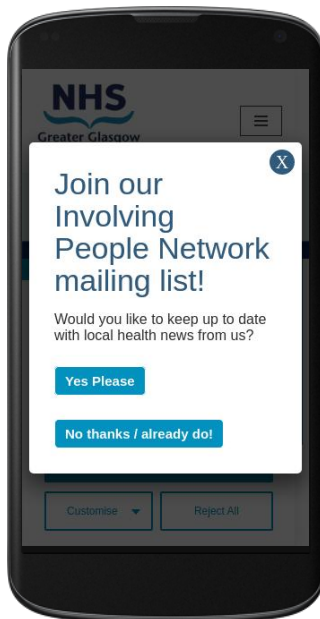 NHS
Greater Glasgow
X
Join our
Involving
People Network
mailing list!
Would you like to keep up to date
with local health news from us?
Yes Please
No thanks / already do!
Customise
Reject All